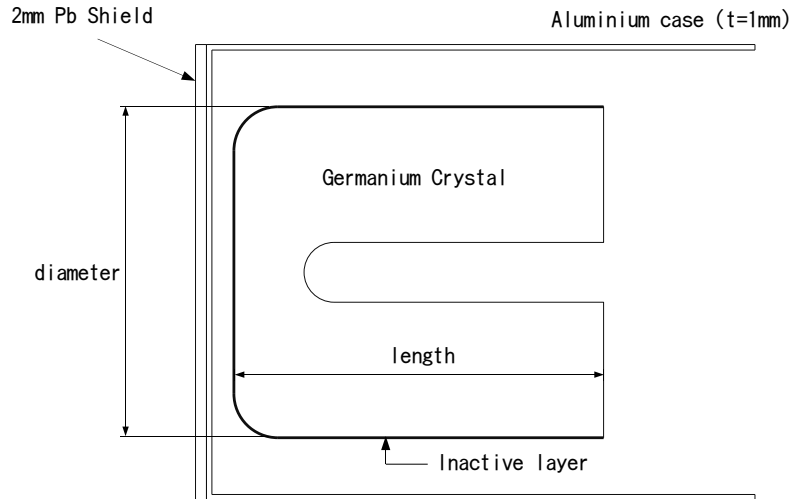 2mm Pb Shield
Aluminium case (t=1mm)
Germanium Crystal
diameter
length
Inactive layer